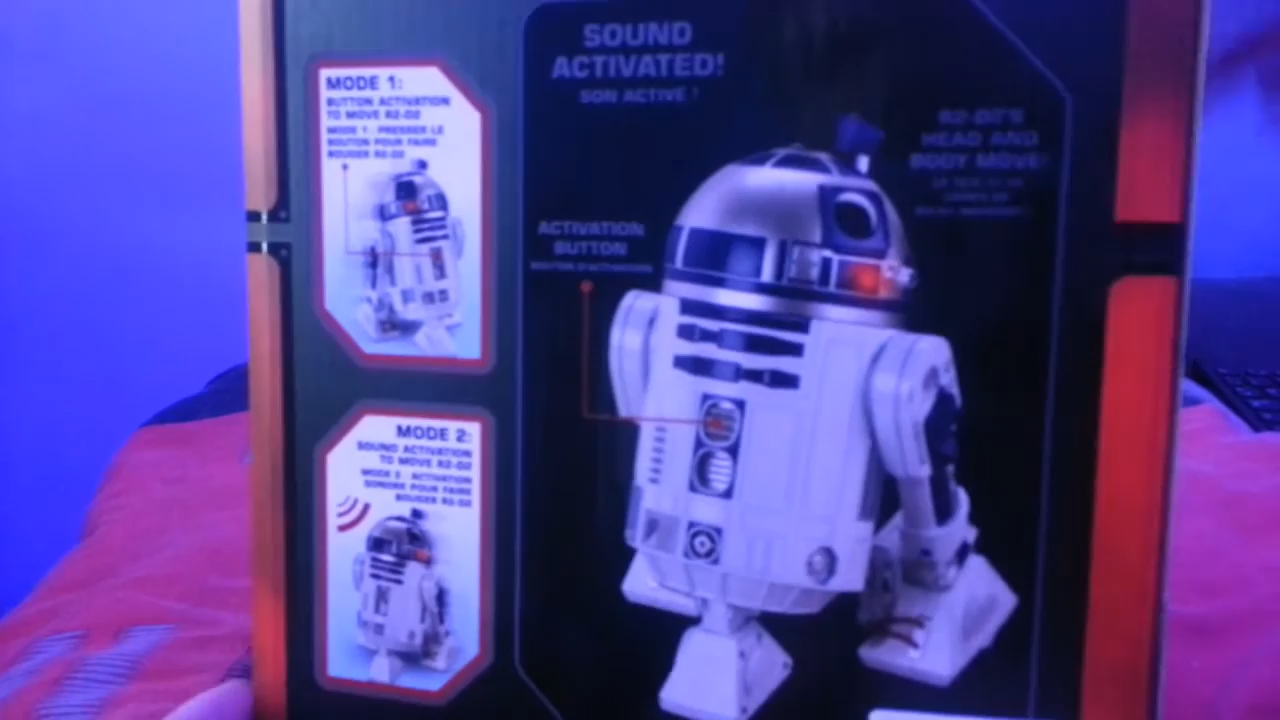 SOUND
ACTIVATED!
SON ACTIVÉ !
MODE 1:
BUTTON ACTIVATION
TO MOVE R2-D2
MODE 1 : PRESSER LE
BOUTON POUR FAIRE
BOUGER R2-D2
R2-D2'S
HEAD AND
BODY MOVE!
ACTIVATION
BUTTON
BOUTON D'ACTIVATION
MODE 2:
SOUND ACTIVATION
TO MOVE R2-D2
MODE 2 : ACTIVATION
SONORE POUR FAIRE
BOUGER R2-D2